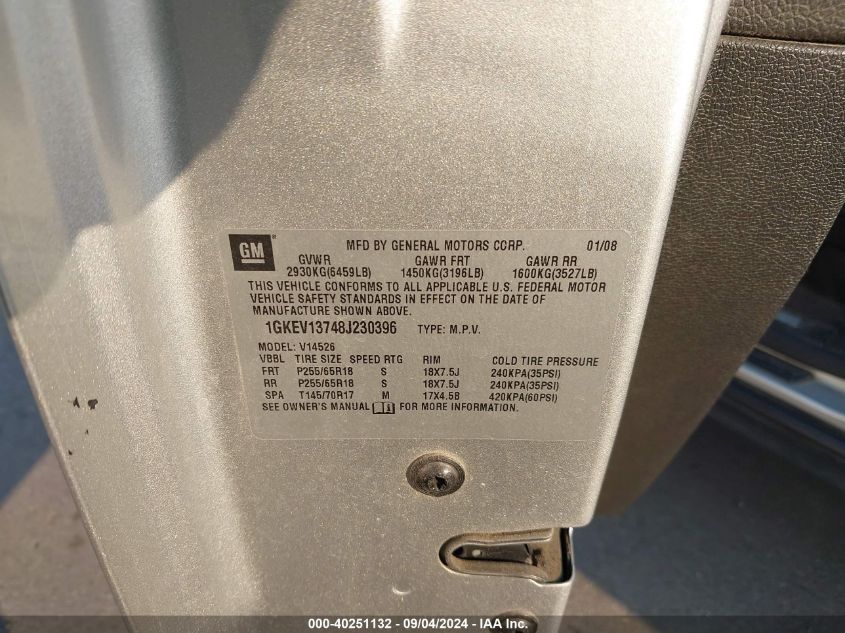 GM ® MFD BY GENERAL MOTORS CORP. 01/08
GVWR GAWR FRT GAWR RR
2930KG(6459LB) 1450KG(3196LB) 1600KG(3527LB)
THIS VEHICLE CONFORMS TO ALL APPLICABLE U.S. FEDERAL MOTOR
VEHICLE SAFETY STANDARDS IN EFFECT ON THE DATE OF
MANUFACTURE SHOWN ABOVE.
1GKEV13748J230396 TYPE: M.P.V.
MODEL: V14526
VBBL TIRE SIZE SPEED RTG RIM COLD TIRE PRESSURE
FRT P255/65R18 S 18X7.5J 240KPA(35PSI)
RR P255/65R18 S 18X7.5J 240KPA(35PSI)
SPA T145/70R17 M 17X4.5B 420KPA(60PSI)
SEE OWNER'S MANUAL i FOR MORE INFORMATION.
000-40251132 - 09/04/2024 - IAA Inc.